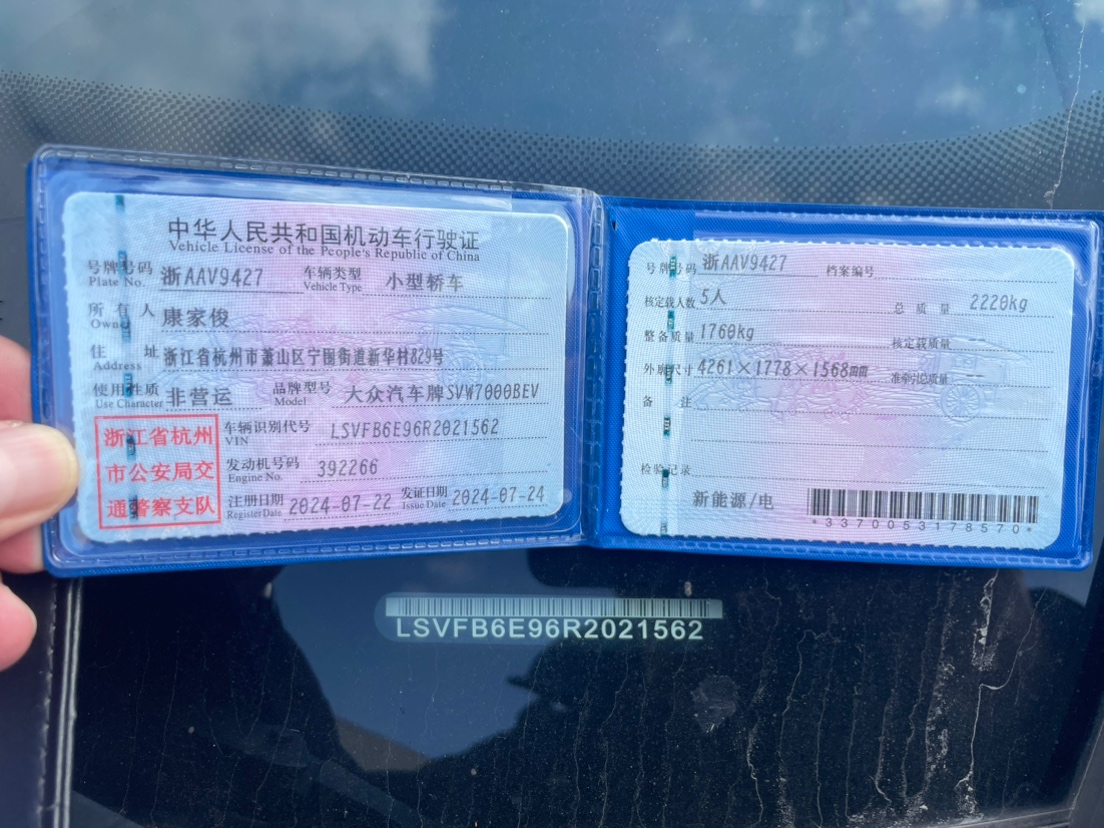 中华人民共和国机动车行驶证
Vehicle License of the People's Republic of China
号牌号码 浙AAV9427 车辆类型 小型轿车
Plate No. Vehicle Type
所有人 康家俊
Owner
住址 浙江省杭州市萧山区宁围街道新华村829号
Address
使用性质 非营运 品牌型号 大众汽车牌SVW7000BEV
Use Character Model
浙江省杭州
市公安局交
通警察支队
车辆识别代号 LSVFB6E96R2021562
VIN
发动机号码 392266
Engine No.
注册日期 2024-07-22 发证日期 2024-07-24
Register Date Issue Date
号牌号码 浙AAV9427 档案编号
核定载人数 5人 总质量 2220kg
整备质量 1760kg 核定载质量 --
外廓尺寸 4261×1778×1568mm 准牵引总质量 --
备注
检验记录
新能源/电
*3370053178570*
LSVFB6E96R2021562